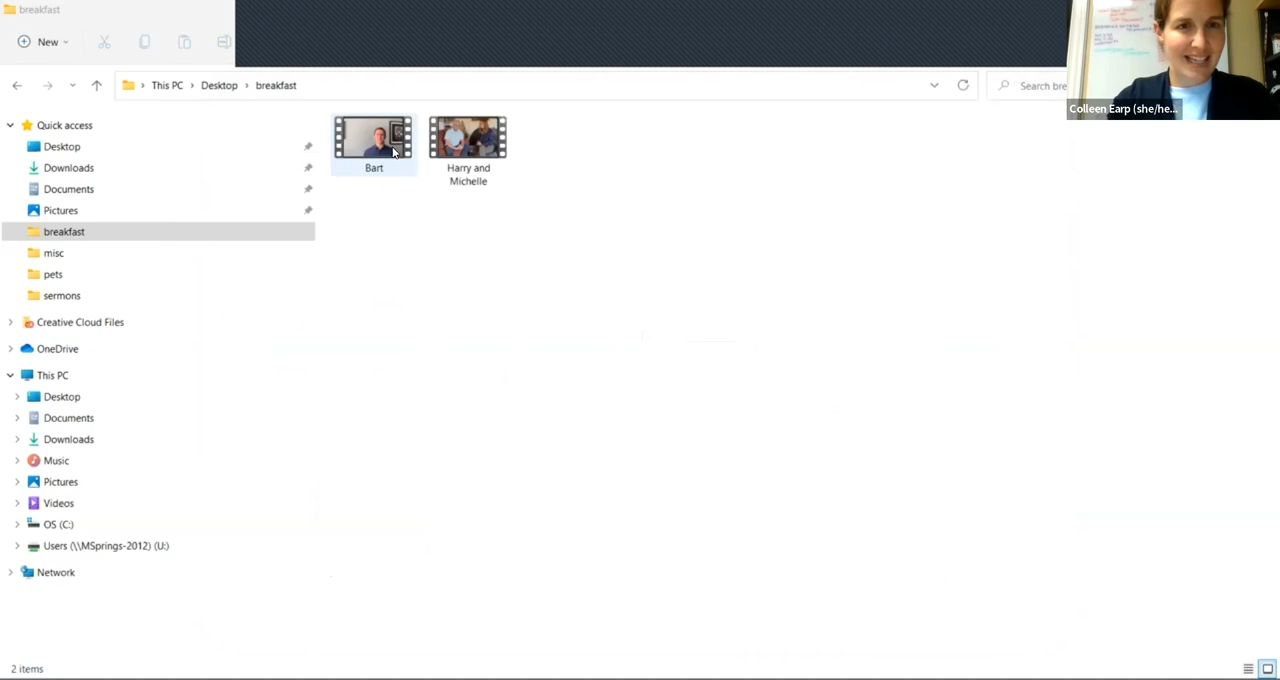 breakfast
New
This PC
Desktop
breakfast
Search bre
Colleen Earp (she/he...
Quick access
Desktop
Downloads
Documents
Pictures
breakfast
misc
pets
sermons
Creative Cloud Files
OneDrive
This PC
Desktop
Documents
Downloads
Music
Pictures
Videos
OS (C:)
Users (\\MSprings-2012) (U:)
Network
Bart
Harry and
Michelle
2 items